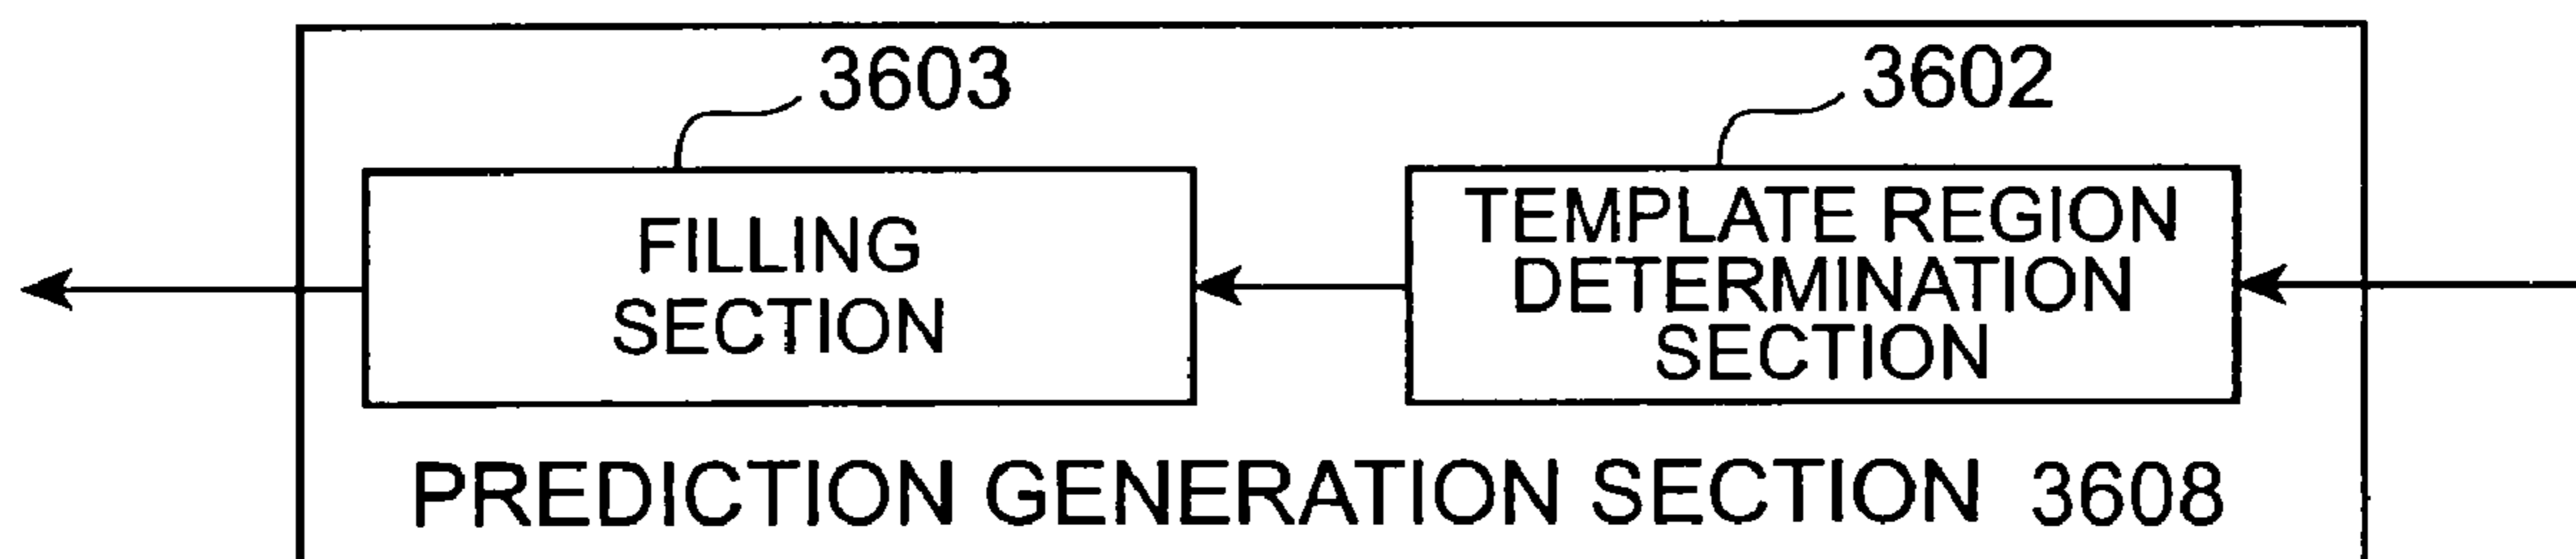 3603
3602
FILLING
SECTION
TEMPLATE REGION
DETERMINATION
SECTION
PREDICTION GENERATION SECTION 3608